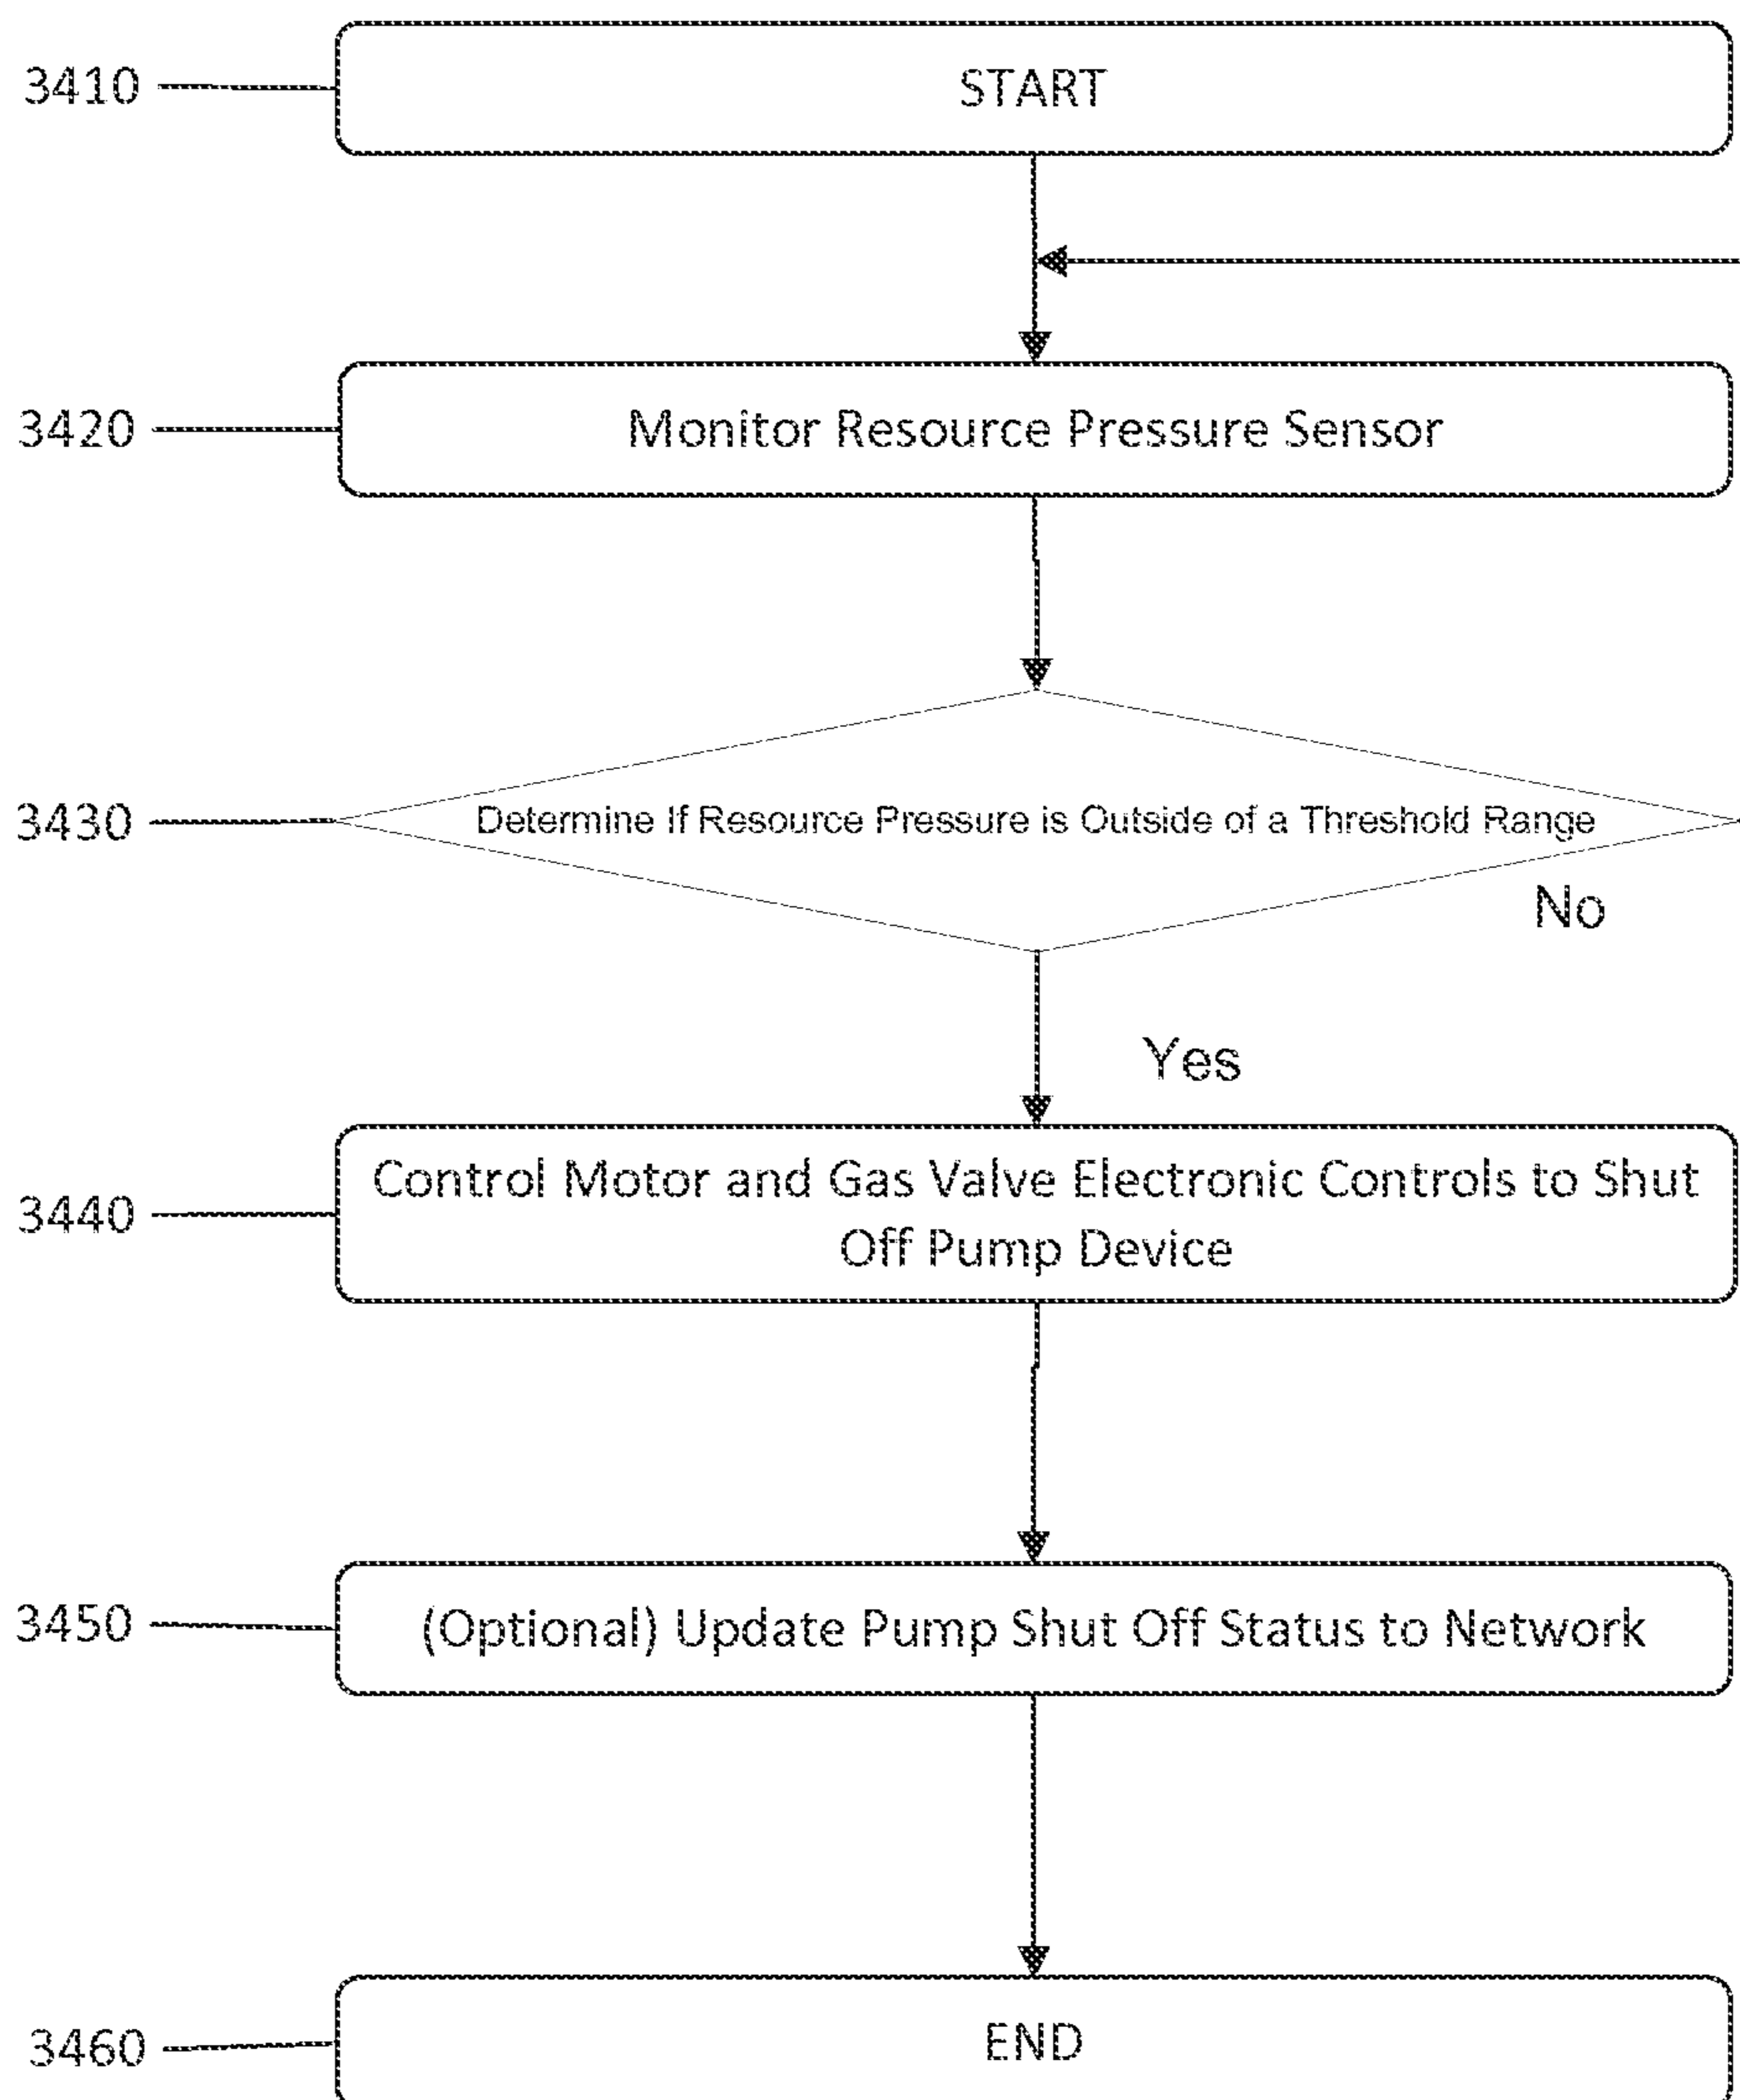 3410
START
3420
Monitor Resource Pressure Sensor
3430
Determine If Resource Pressure is Outside of a Threshold Range
No
Yes
3440
Control Motor and Gas Valve Electronic Controls to Shut
Off Pump Device
3450
(Optional) Update Pump Shut Off Status to Network
3460
END